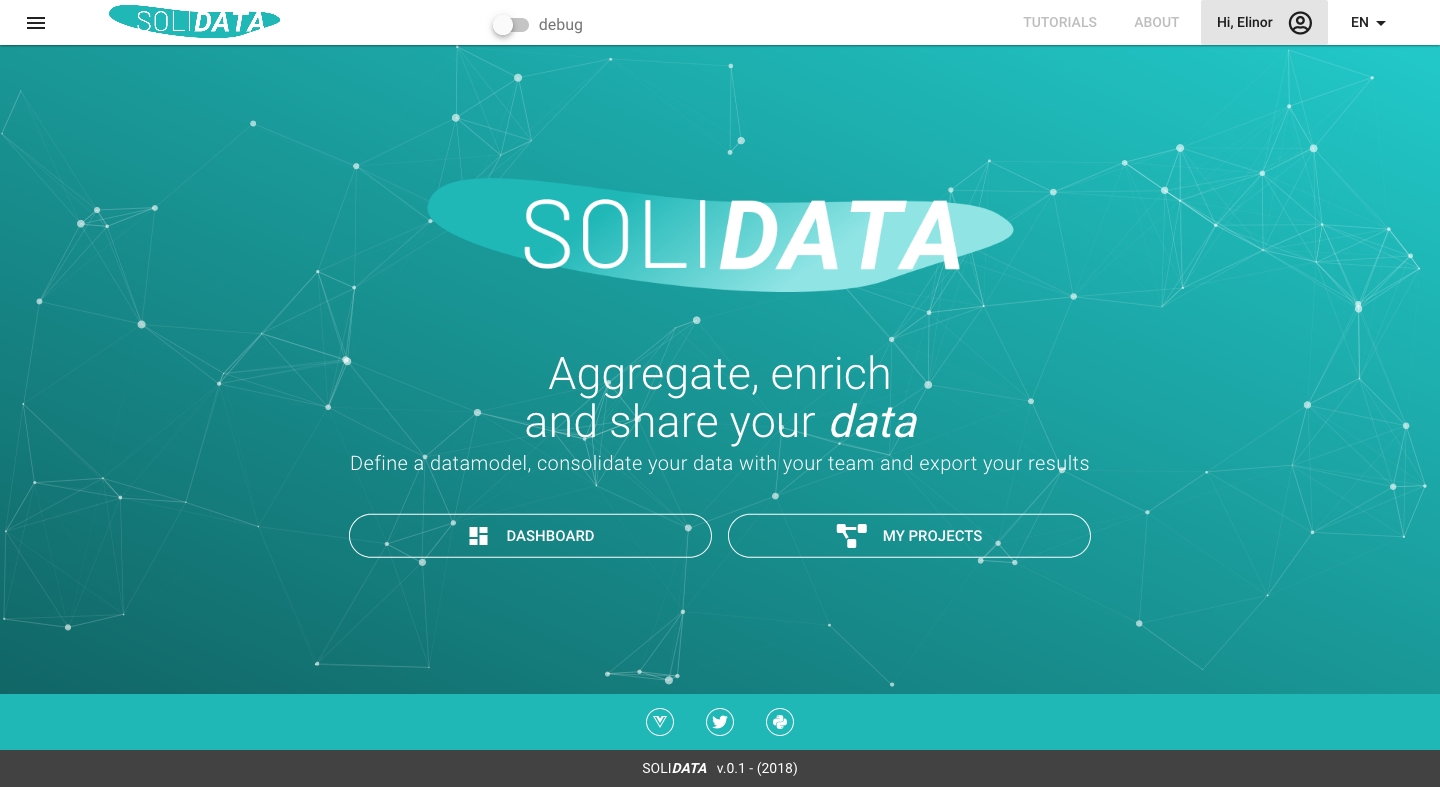 SOLIDATA
debug
TUTORIALS
ABOUT
Hi, Elinor
EN
SOLIDATA
Aggregate, enrich
and share your data
Define a datamodel, consolidate your data with your team and export your results
DASHBOARD
MY PROJECTS
SOLIDATA v.0.1 - (2018)